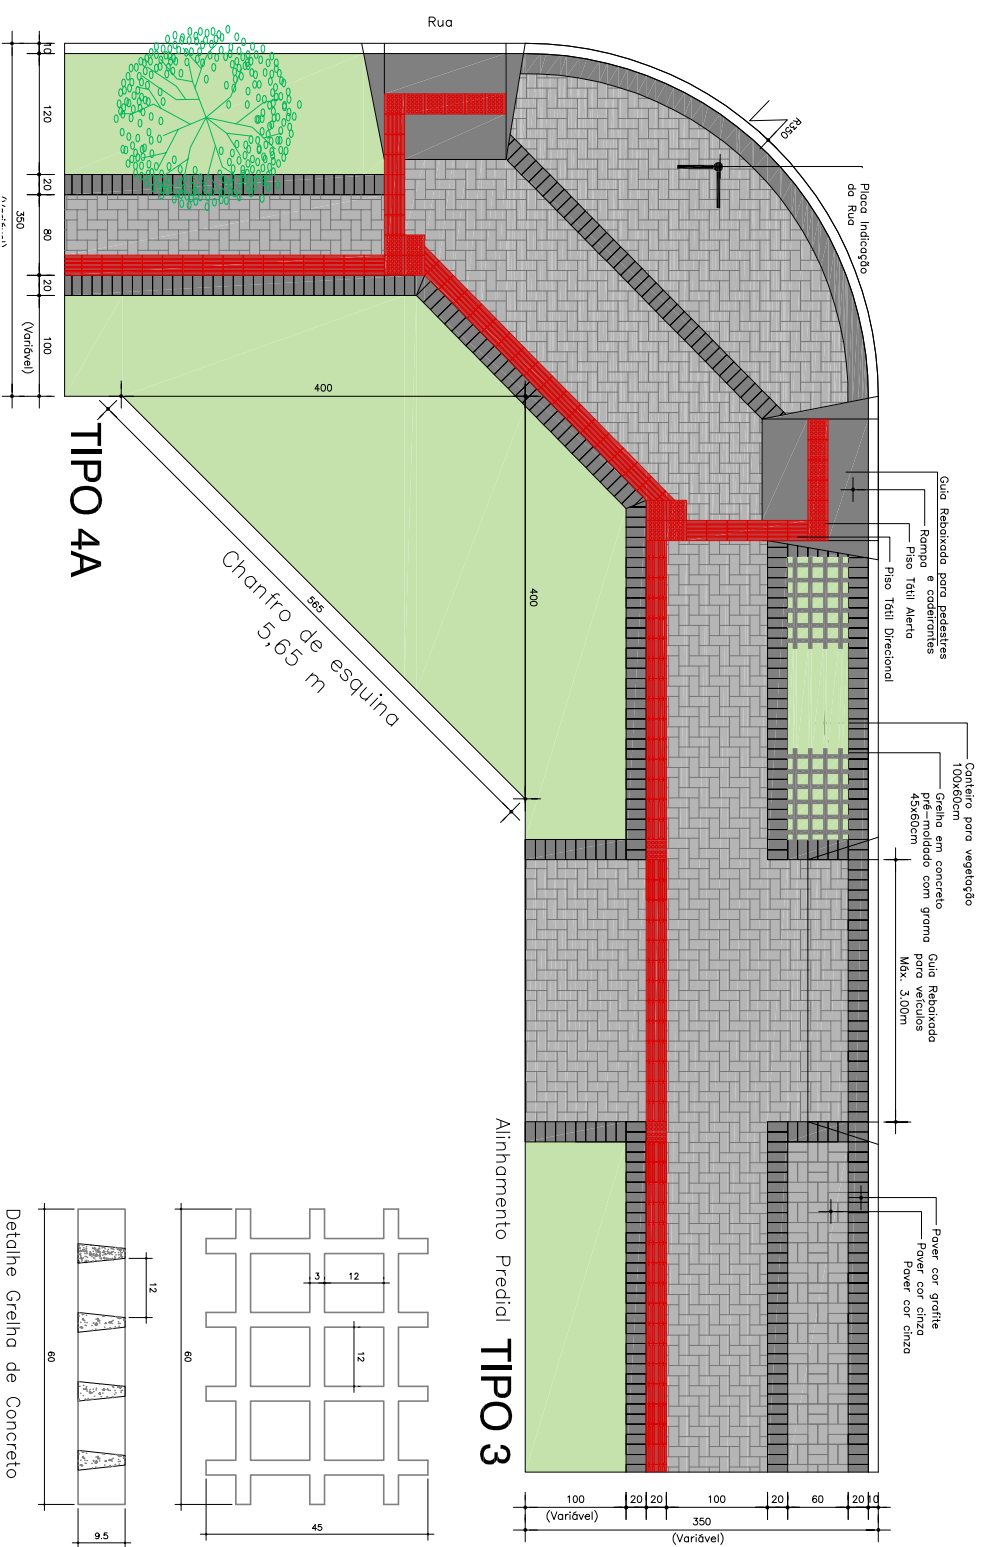 Rua
R350
Placa Indicação
da Rua
10
120
20
80
20
100
(Variável)
350
400
TIPO 4A
565
Chanfro de esquina
5,65 m
400
Guia Rebaixada para pedestres
e cadeirantes
Rampa
Piso Tátil Alerta
Piso Tátil Direcional
Canteiro para vegetação
100x60cm
Grelha em concreto
pré-moldado com grama
45x60cm
Guia Rebaixada
para veículos
Máx. 3.00m
Paver cor grafite
Paver cor cinza
Paver cor cinza
Alinhamento Predial
TIPO 3
100
(Variável)
20
20
100
20
60
20
10
350
(Variável)
3
12
12
60
45
12
60
9.5
Detalhe Grelha de Concreto